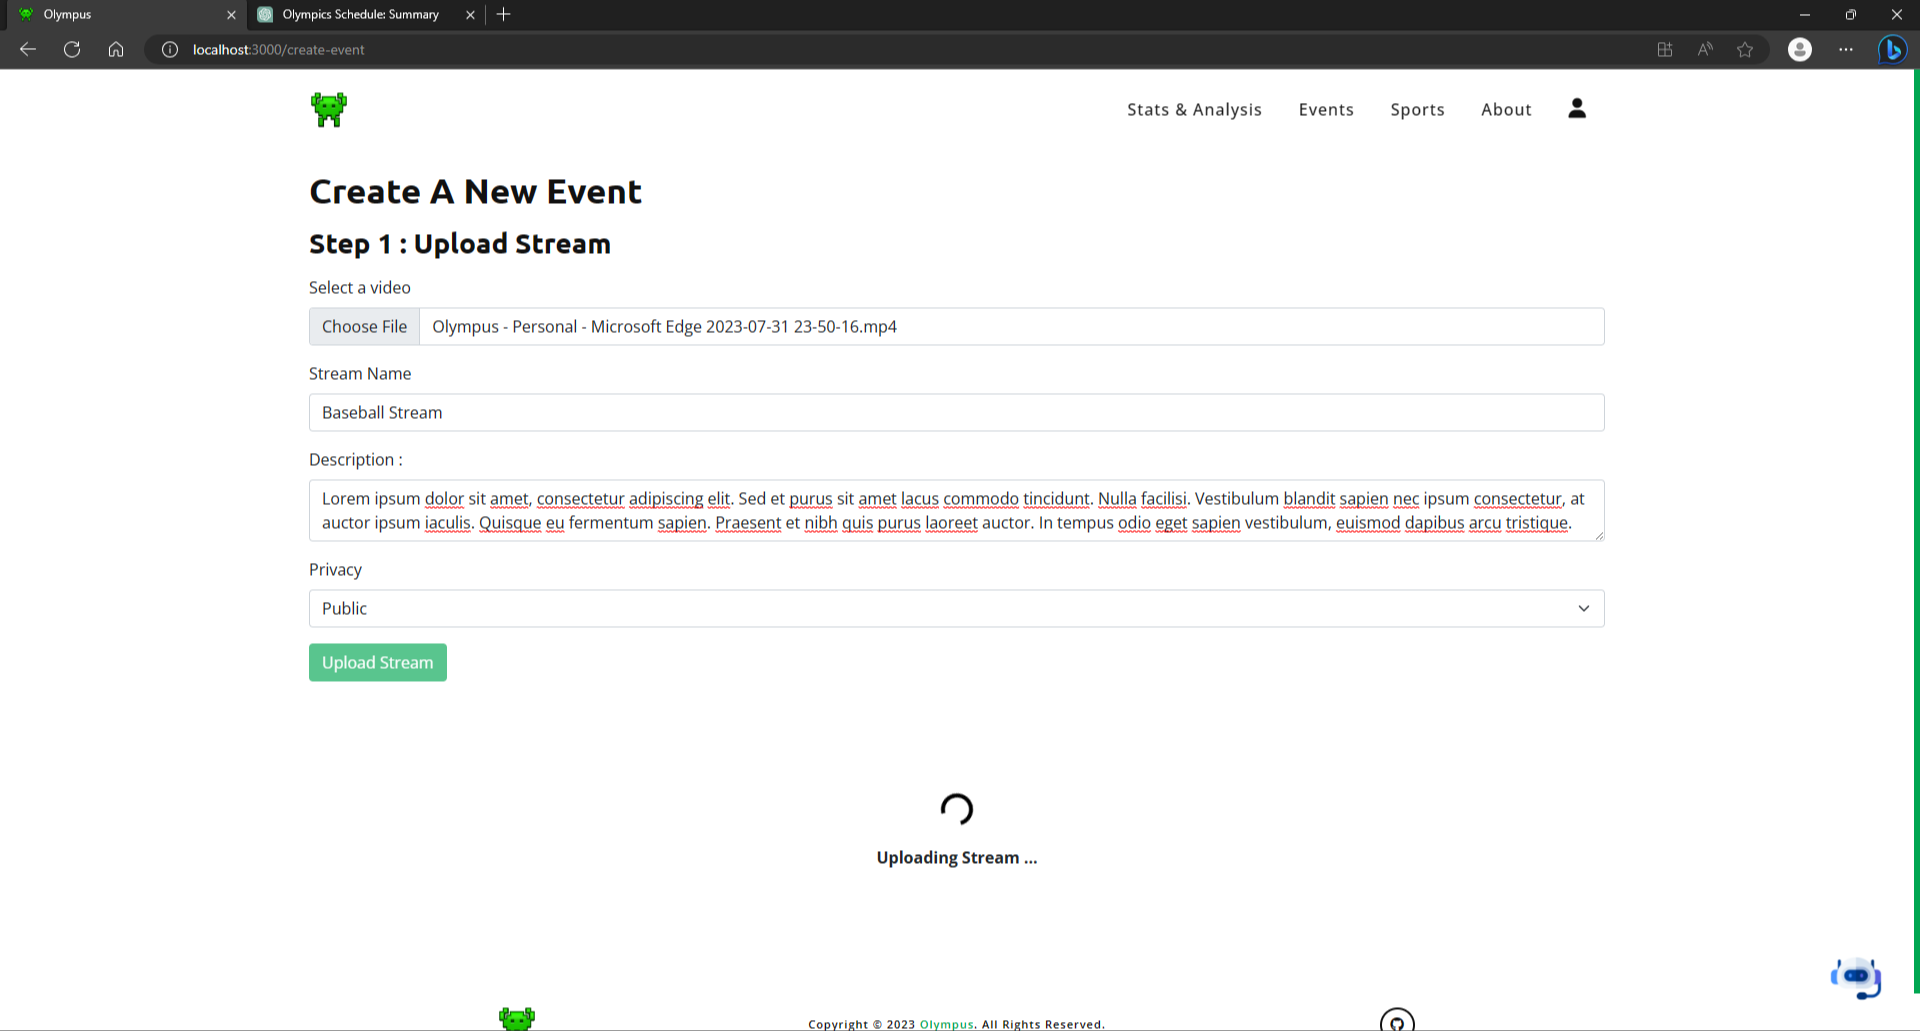 Olympus
Olympics Schedule: Summary
localhost:3000/create-event
Stats & Analysis Events Sports About
Create A New Event
Step 1 : Upload Stream
Select a video
Choose File Olympus - Personal - Microsoft Edge 2023-07-31 23-50-16.mp4
Stream Name
Baseball Stream
Description :
Lorem ipsum dolor sit amet, consectetur adipiscing elit. Sed et purus sit amet lacus commodo tincidunt. Nulla facilisi. Vestibulum blandit sapien nec ipsum consectetur, at
auctor ipsum iaculis. Quisque eu fermentum sapien. Praesent et nibh quis purus laoreet auctor. In tempus odio eget sapien vestibulum, euismod dapibus arcu tristique.
Privacy
Public
Upload Stream
Uploading Stream ...
Copyright © 2023 Olympus. All Rights Reserved.